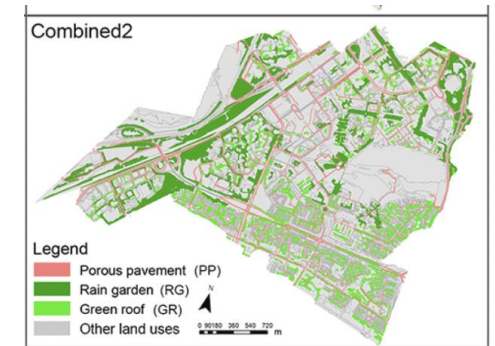 Combined2
Legend
Porous pavement (PP)
Rain garden (RG)
Green roof (GR)
Other land uses
N
0 90180 360 540 720
m